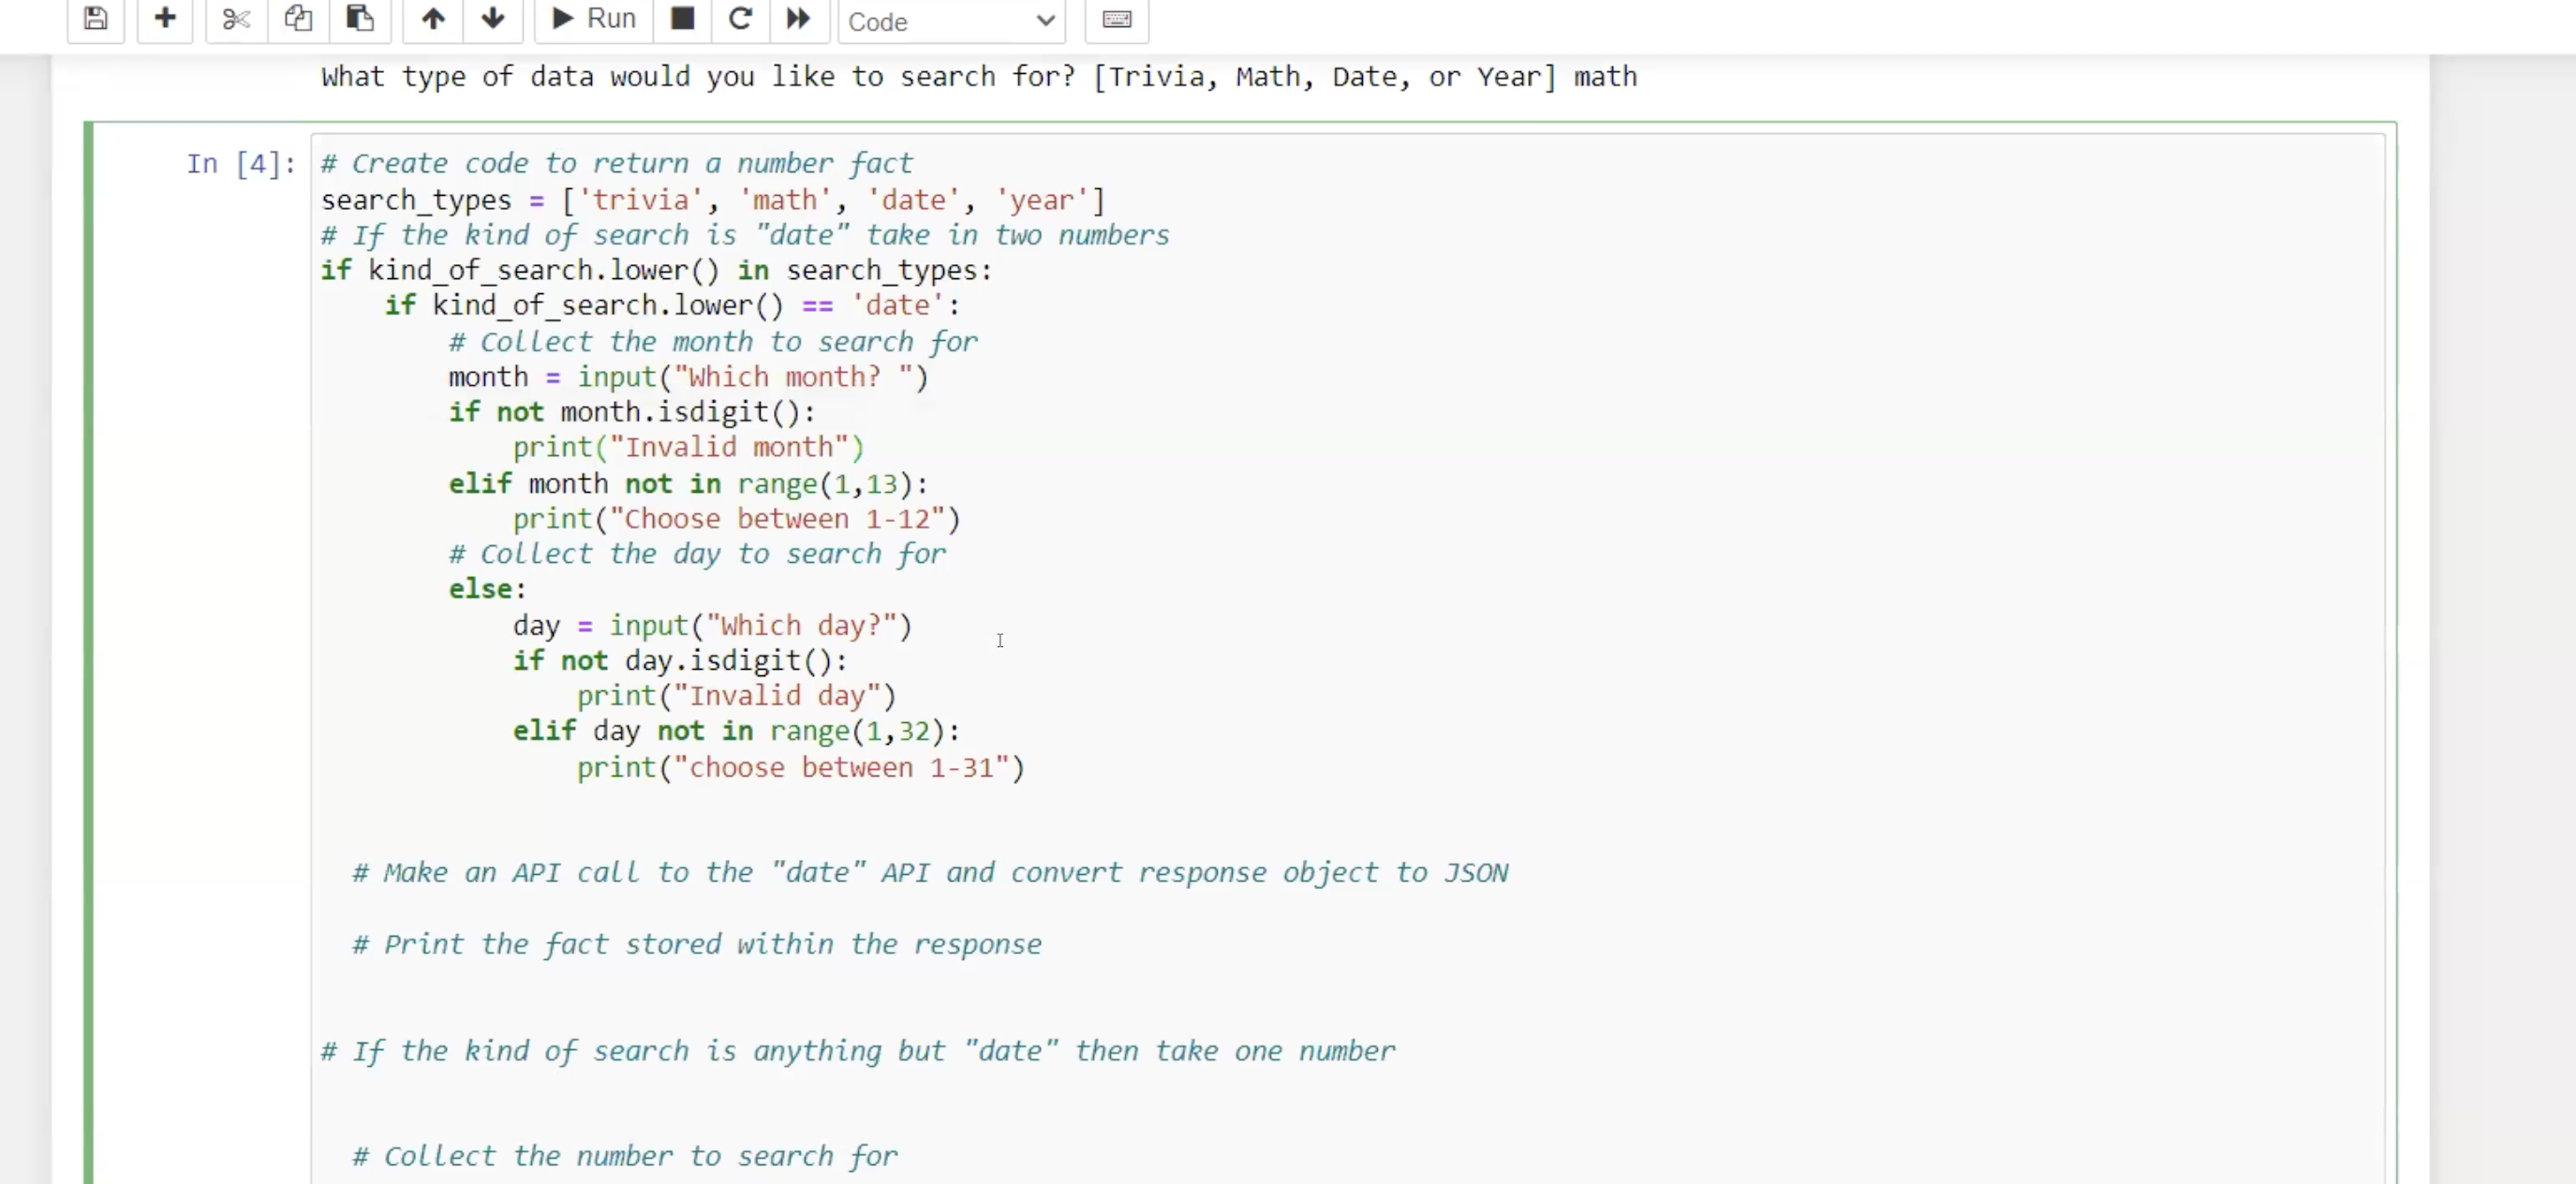 Run
Code
What type of data would you like to search for? [Trivia, Math, Date, or Year] math
In [4]:
# Create code to return a number fact
search_types = ['trivia', 'math', 'date', 'year']
# If the kind of search is "date" take in two numbers
if kind_of_search.lower() in search_types:
    if kind_of_search.lower() == 'date':
        # Collect the month to search for
        month = input("Which month? ")
        if not month.isdigit():
            print("Invalid month")
        elif month not in range(1,13):
            print("Choose between 1-12")
        # Collect the day to search for
        else:
            day = input("Which day?")
            if not day.isdigit():
                print("Invalid day")
            elif day not in range(1,32):
                print("choose between 1-31")
  # Make an API call to the "date" API and convert response object to JSON
  # Print the fact stored within the response
# If the kind of search is anything but "date" then take one number
  # Collect the number to search for